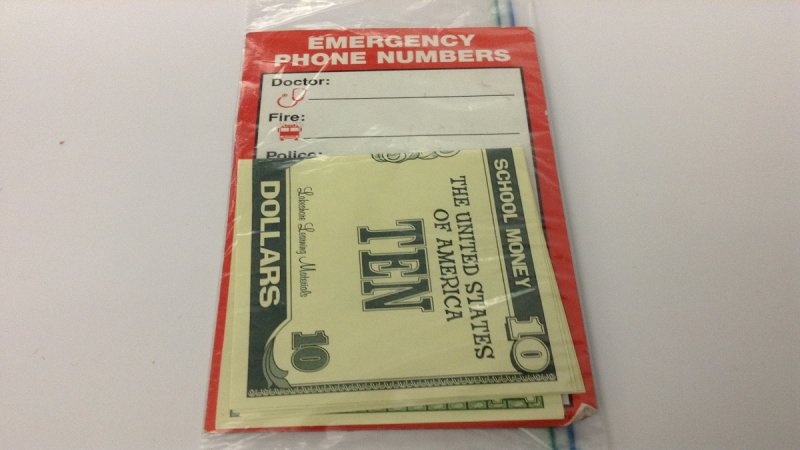 EMERGENCY
PHONE NUMBERS
Doctor:
Fire:
Police:
SCHOOL MONEY
THE UNITED STATES
OF AMERICA
TEN
Lakeshore Learning Materials
DOLLARS
10
10